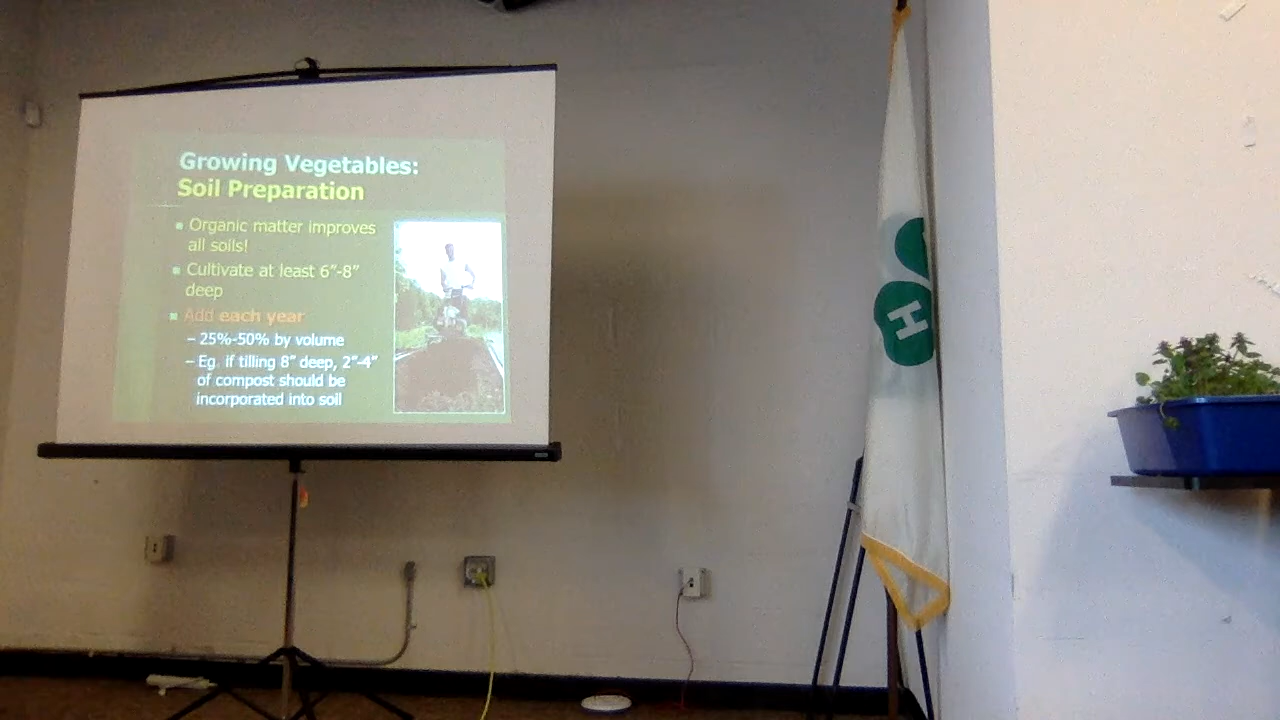 Growing Vegetables:
Soil Preparation
Organic matter improves
all soils!
Cultivate at least 6”-8”
deep
Add each year
– 25%-50% by volume
– Eg. if tilling 8” deep, 2”-4”
of compost should be
incorporated into soil
H